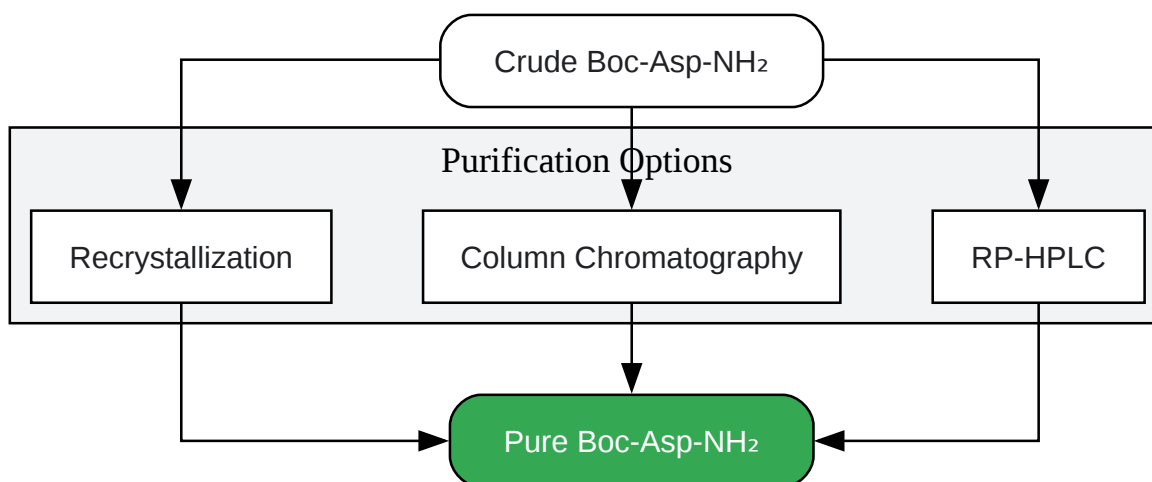 Crude Boc-Asp-NH₂
Purification Options
Recrystallization
Column Chromatography
RP-HPLC
Pure Boc-Asp-NH₂